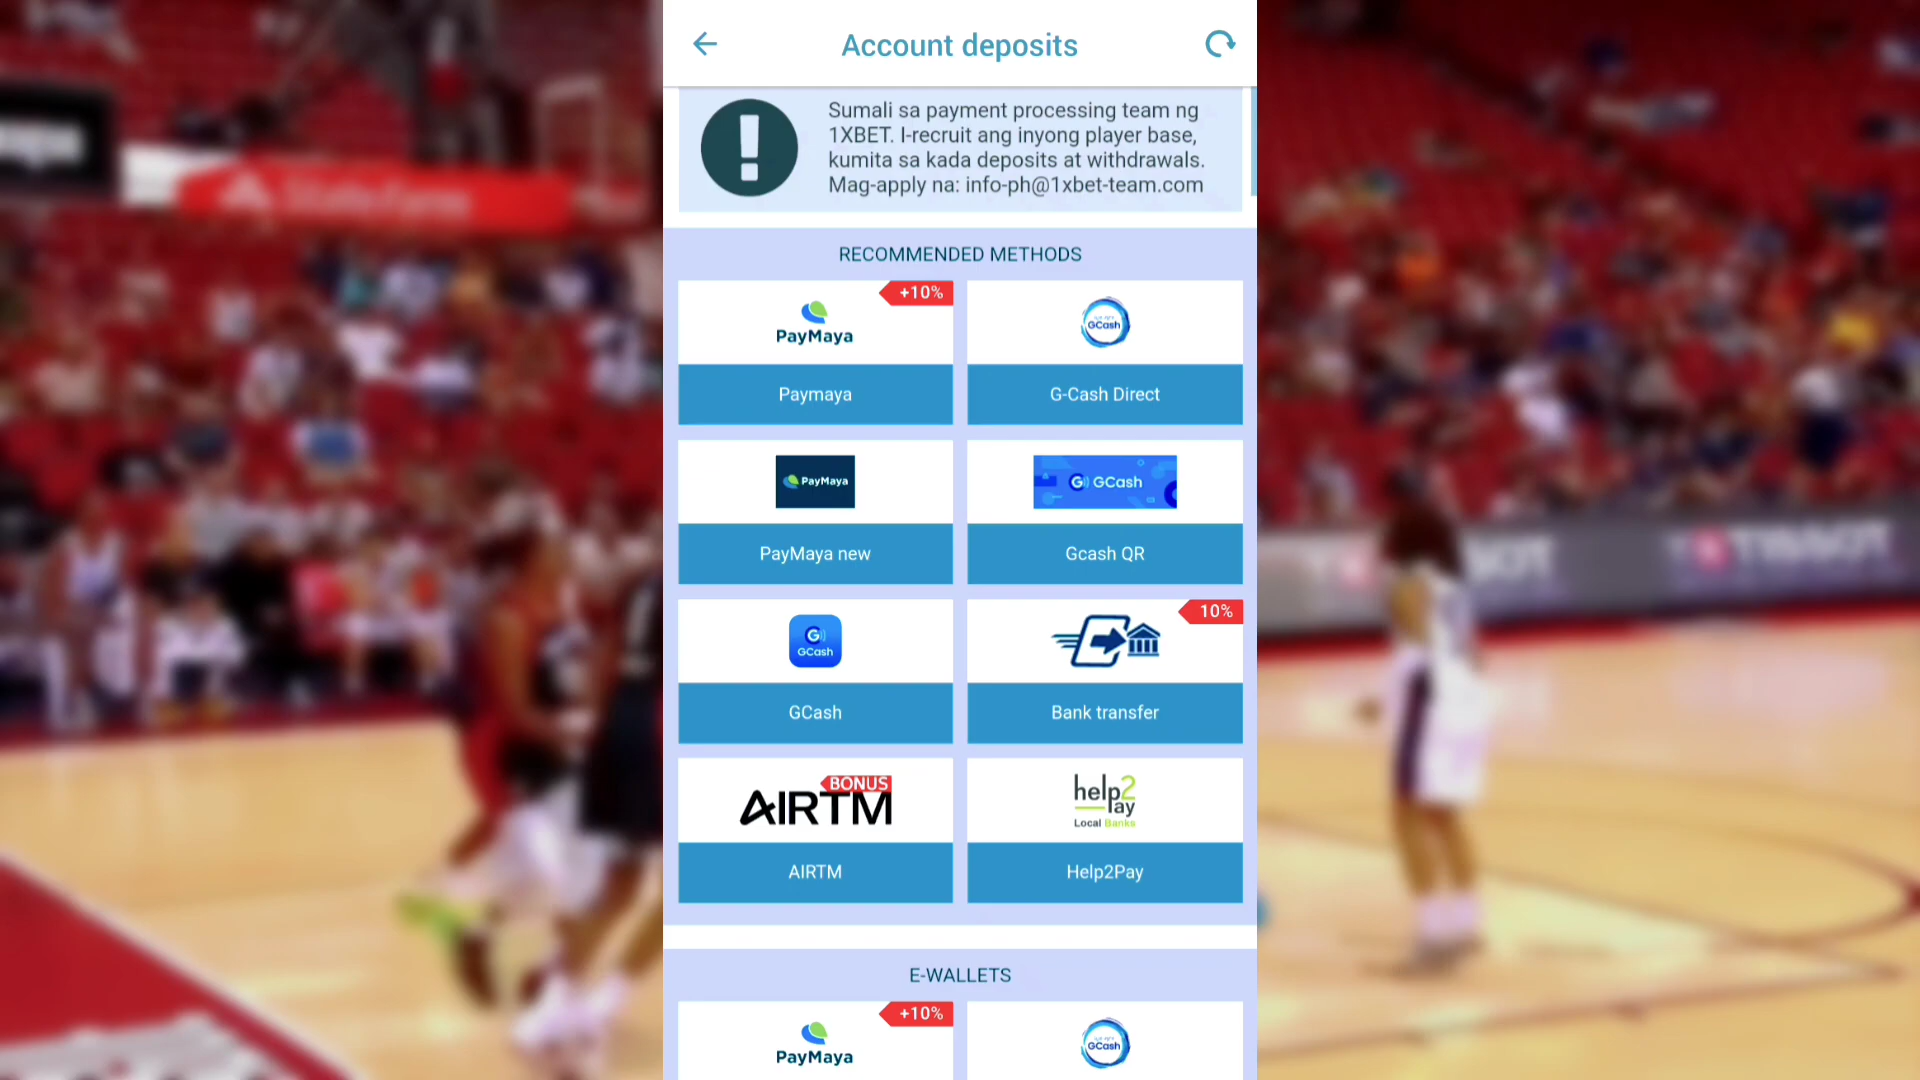 Account deposits
Sumali sa payment processing team ng
1XBET. I-recruit ang inyong player base,
kumita sa kada deposits at withdrawals.
Mag-apply na: info-ph@1xbet-team.com
RECOMMENDED METHODS
+10%
PayMaya
GCash
Paymaya
G-Cash Direct
PayMaya
GCash
PayMaya new
Gcash QR
10%
GCash
GCash
Bank transfer
BONUS
AIRTM
help2
Pay
Local Banks
AIRTM
Help2Pay
E-WALLETS
+10%
PayMaya
GCash
TISSOT